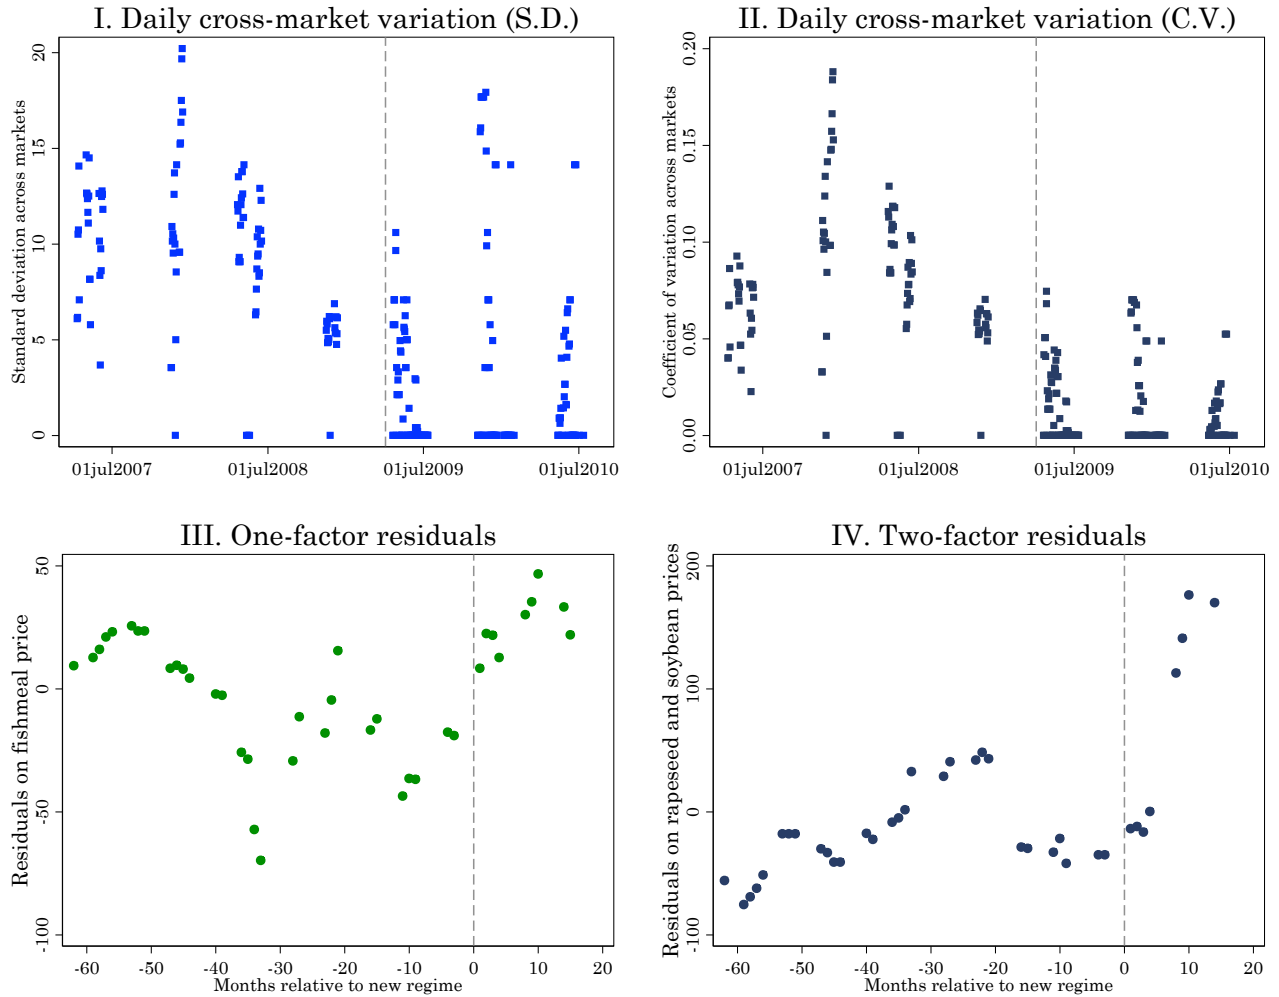 I. Daily cross-market variation (S.D.)
Standard deviation across markets
20
15
10
5
0
01jul2007
01jul2008
01jul2009
01jul2010
II. Daily cross-market variation (C.V.)
Coefficient of variation across markets
0.20
0.15
0.10
0.05
0.00
01jul2007
01jul2008
01jul2009
01jul2010
III. One-factor residuals
Residuals on fishmeal price
50
0
-50
-100
-60
-50
-40
-30
-20
-10
0
10
20
Months relative to new regime
IV. Two-factor residuals
Residuals on rapeseed and soybean prices
200
100
0
-100
-60
-50
-40
-30
-20
-10
0
10
20
Months relative to new regime